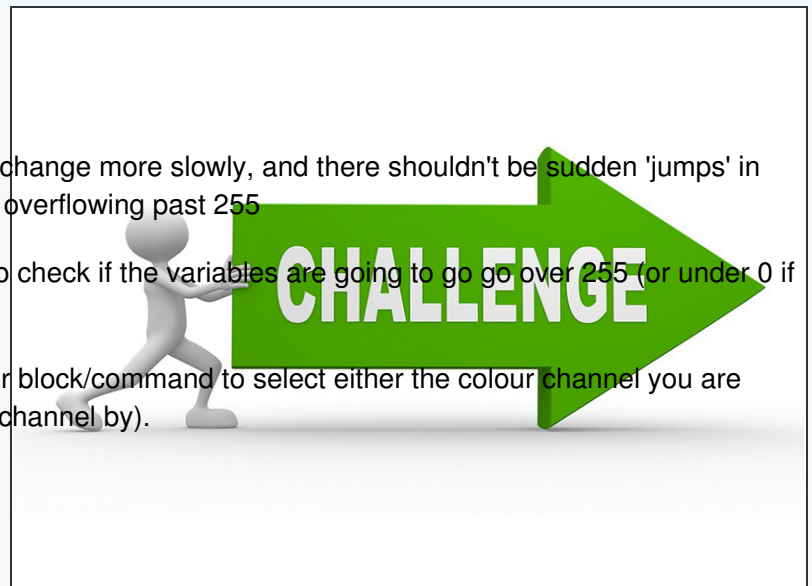 change more slowly, and there shouldn't be sudden 'jumps' in
overflowing past 255
o check if the variables are going to go go over 255 (or under 0 if
CHALLENGE
r block/command to select either the colour channel you are
channel by).